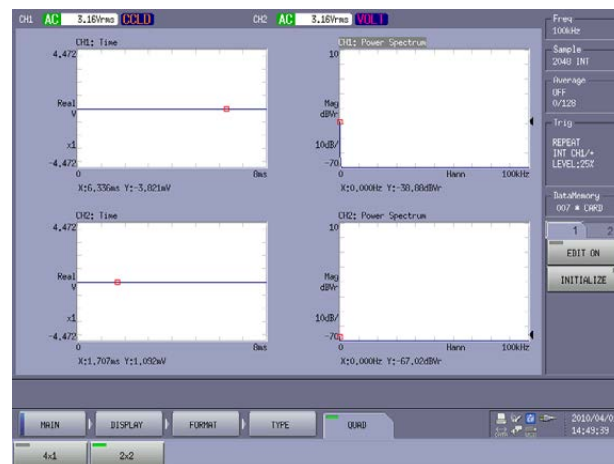 CH1 AC 3.16Vrms CCLD CH2 AC 3.16Vrms VOLT
Freq
100kHz
Sample
2048 INT
Average
OFF
0/128
Trig
REPEAT
INT CH1/+
LEVEL:25%
DataMemory
007 * CARD
1 2
EDIT ON
INITIALIZE
CH1: Time
4.472
Real
V
x1
-4.472
0 8ms
X:6.336ms Y:-3.821mV
CH1: Power Spectrum
10
Mag
dBVr
10dB/
-70
0 Hann 100kHz
X:0.000Hz Y:-38.88dBVr
CH2: Time
4.472
Real
V
x1
-4.472
0 8ms
X:1.707ms Y:1.092mV
CH2: Power Spectrum
10
Mag
dBVr
10dB/
-70
0 Hann 100kHz
X:0.000Hz Y:-67.02dBVr
MAIN DISPLAY FORMAT TYPE QUAD
2010/04/0
14:49:39
4x1 2x2